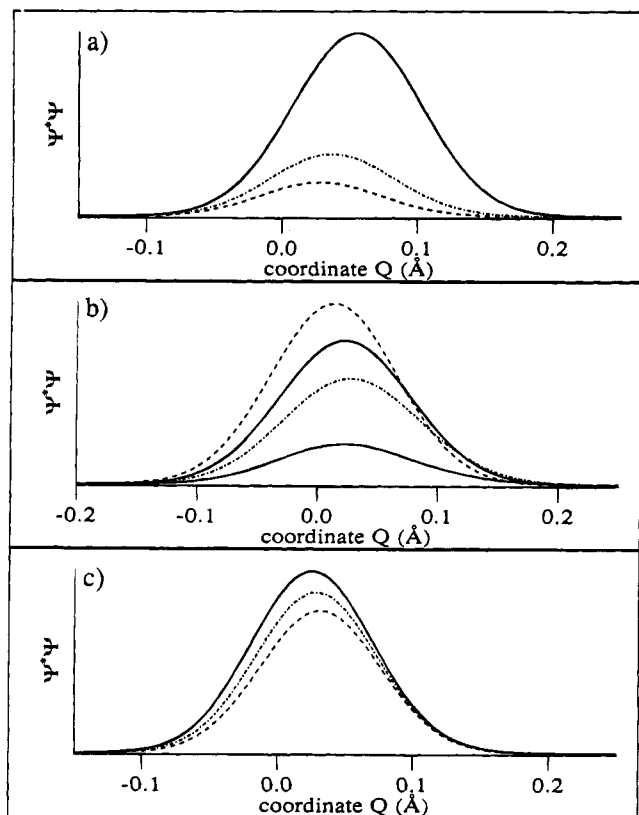 a)
ψ*ψ
-0.1 0.0 0.1 0.2
coordinate Q (Å)
b)
ψ*ψ
-0.2 -0.1 0.0 0.1 0.2
coordinate Q (Å)
c)
ψ*ψ
-0.1 0.0 0.1 0.2
coordinate Q (Å)